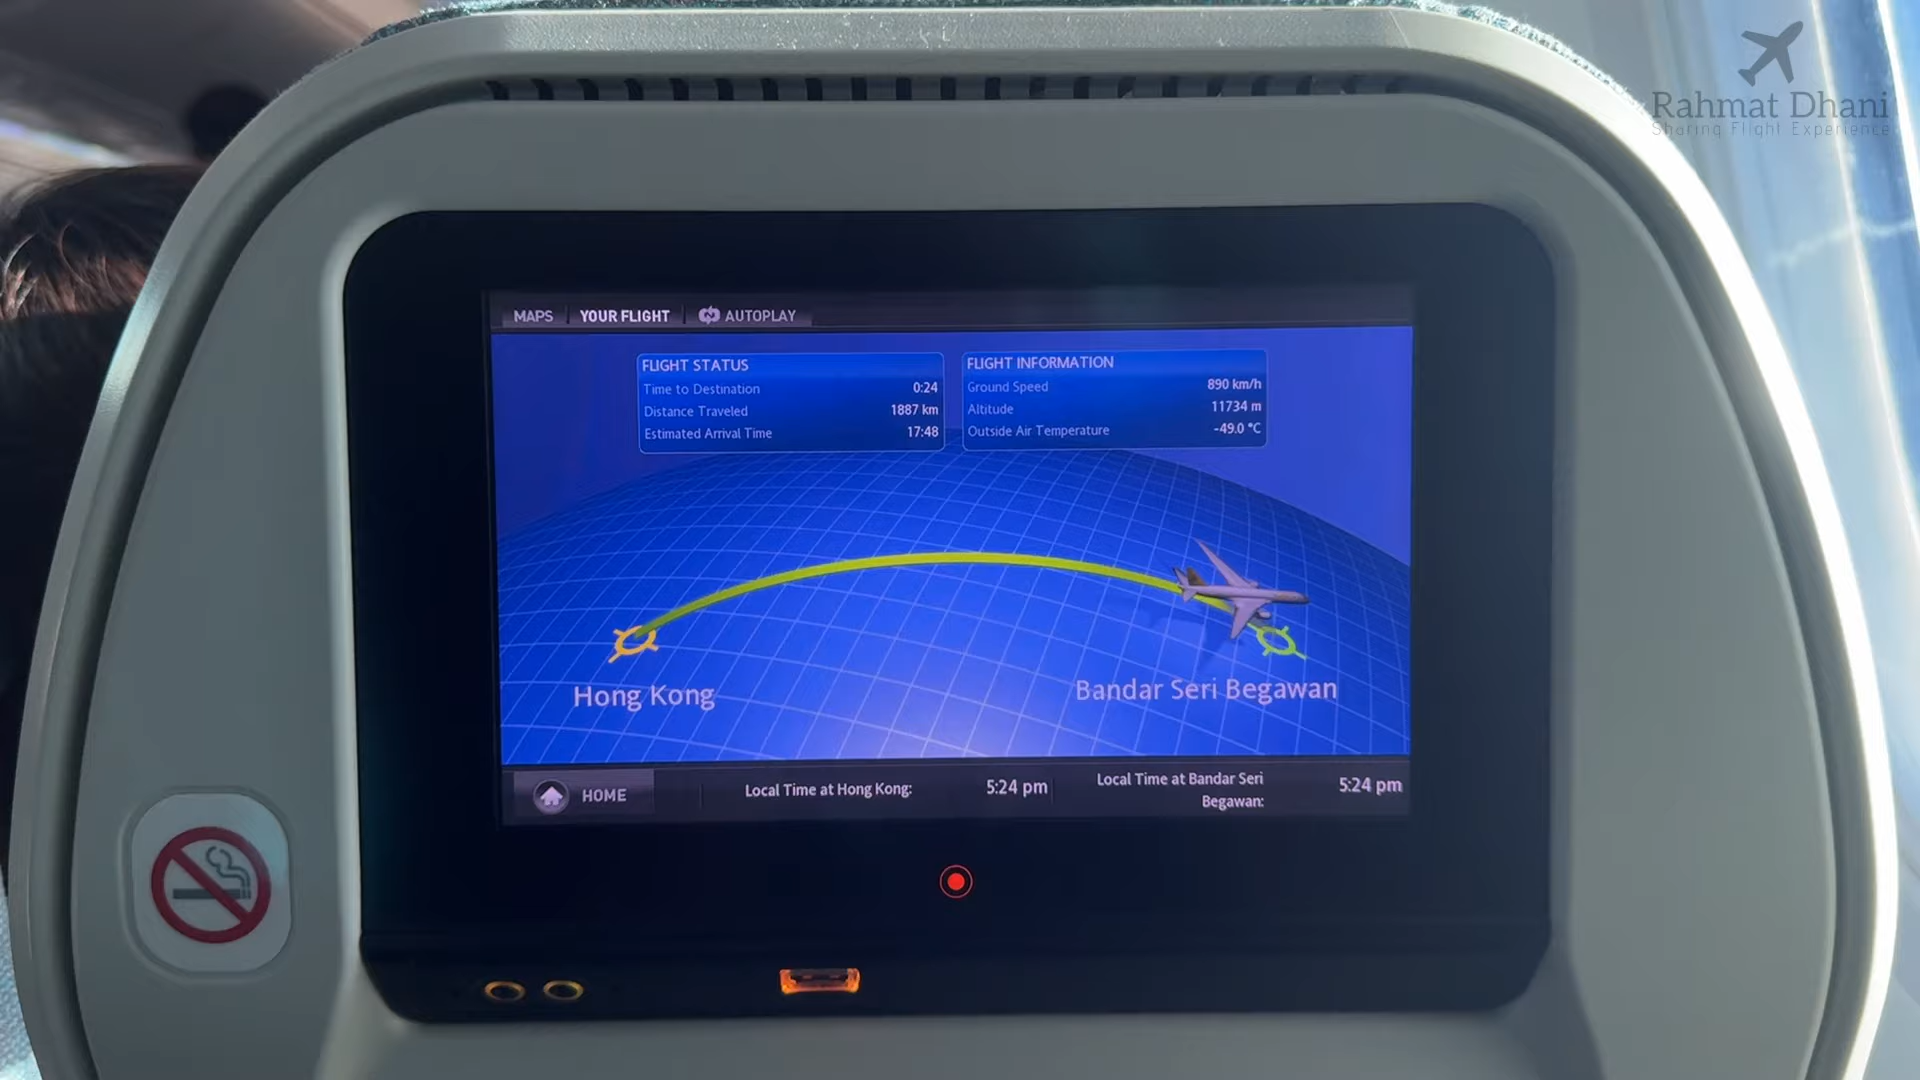 Rahmat Dhani
Sharing Flight Experience
MAPS
YOUR FLIGHT
AUTOPLAY
FLIGHT STATUS
Time to Destination 0:24
Distance Traveled 1887 km
Estimated Arrival Time 17:48
FLIGHT INFORMATION
Ground Speed 890 km/h
Altitude 11734 m
Outside Air Temperature -49.0 °C
Hong Kong
Bandar Seri Begawan
HOME
Local Time at Hong Kong: 5:24 pm
Local Time at Bandar Seri
Begawan: 5:24 pm